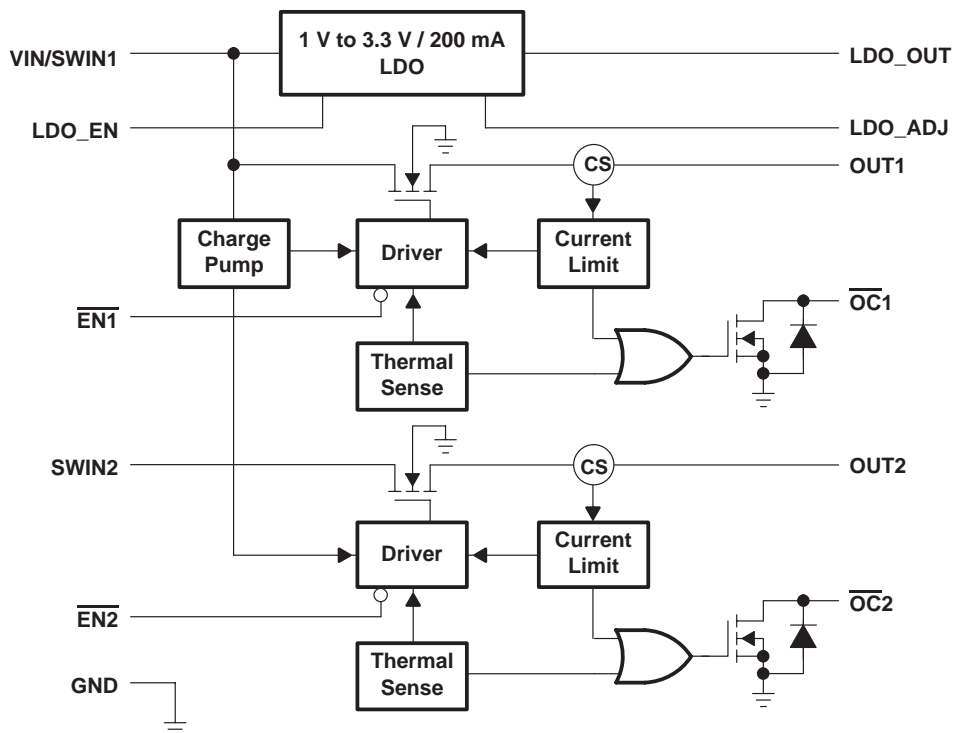 1 V to 3.3 V / 200 mA
LDO
VIN/SWIN1
LDO_OUT
LDO_EN
LDO_ADJ
CS
OUT1
Charge
Pump
Driver
Current
Limit
EN1
OC1
Thermal
Sense
SWIN2
CS
OUT2
Driver
Current
Limit
EN2
OC2
Thermal
Sense
GND